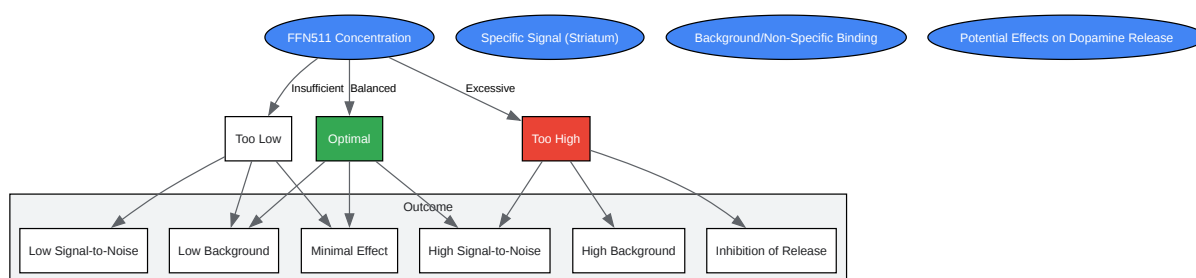 FFN511 Concentration
Specific Signal (Striatum)
Background/Non-Specific Binding
Potential Effects on Dopamine Release
Insufficient
Balanced
Excessive
Too Low
Optimal
Too High
Outcome
Low Signal-to-Noise
Low Background
Minimal Effect
High Signal-to-Noise
High Background
Inhibition of Release